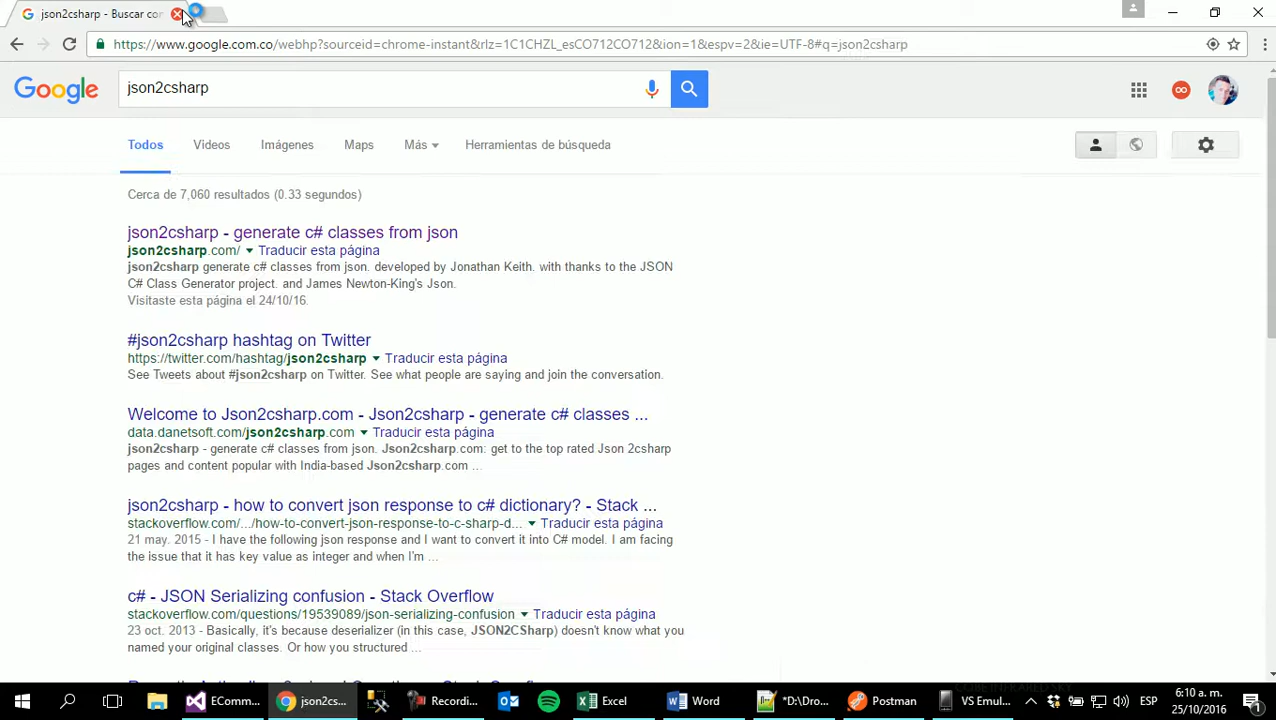 json2csharp - Buscar con
https://www.google.com.co/webhp?sourceid=chrome-instant&rlz=1C1CHZL_esCO712CO712&ion=1&espv=2&ie=UTF-8#q=json2csharp
Google
json2csharp
Todos Videos Imágenes Maps Más Herramientas de búsqueda
Cerca de 7,060 resultados (0.33 segundos)
json2csharp - generate c# classes from json
json2csharp.com/ Traducir esta página
json2csharp generate c# classes from json. developed by Jonathan Keith. with thanks to the JSON
C# Class Generator project. and James Newton-King's Json.
Visitaste esta página el 24/10/16.
#json2csharp hashtag on Twitter
https://twitter.com/hashtag/json2csharp Traducir esta página
See Tweets about #json2csharp on Twitter. See what people are saying and join the conversation.
Welcome to Json2csharp.com - Json2csharp - generate c# classes ...
data.danetsoft.com/json2csharp.com Traducir esta página
json2csharp - generate c# classes from json. Json2csharp.com: get to the top rated Json 2csharp
pages and content popular with India-based Json2csharp.com ...
json2csharp - how to convert json response to c# dictionary? - Stack ...
stackoverflow.com/.../how-to-convert-json-response-to-c-sharp-d... Traducir esta página
21 may. 2015 - I have the following json response and I want to convert it into C# model. I am facing
the issue that it has key value as integer and when I'm ...
c# - JSON Serializing confusion - Stack Overflow
stackoverflow.com/questions/19539089/json-serializing-confusion Traducir esta página
23 oct. 2013 - Basically, it's because deserializer (in this case, JSON2CSharp) doesn't know what you
named your original classes. Or how you structured ...
EComm... json2cs... Recordi... Excel Word *D:\Dro... Postman VS Emul... ESP 6:10 a. m.
25/10/2016